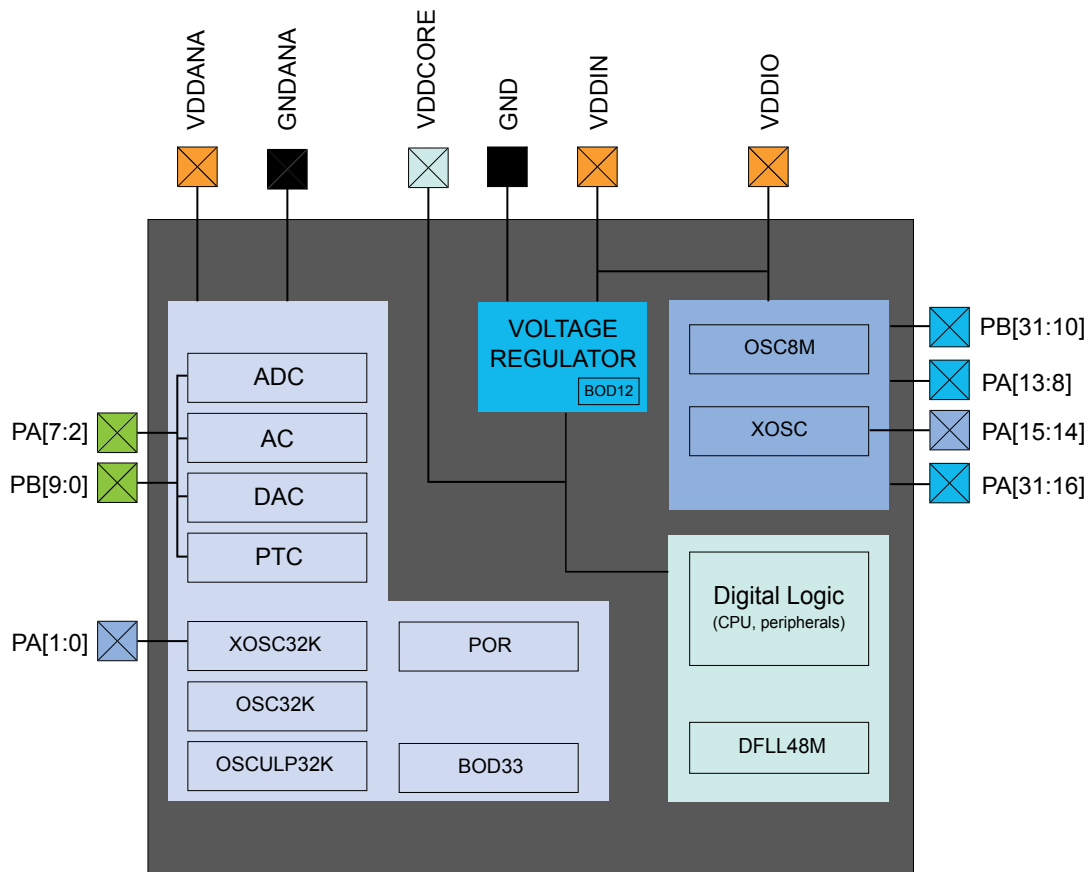 VDDANA
GNDANA
VDDCORE
GND
VDDIN
VDDIO
VOLTAGE
REGULATOR
BOD12
OSC8M
XOSC
PB[31:10]
PA[13:8]
PA[15:14]
PA[31:16]
ADC
AC
DAC
PTC
PA[7:2]
PB[9:0]
PA[1:0]
XOSC32K
OSC32K
OSCULP32K
POR
BOD33
Digital Logic
(CPU, peripherals)
DFLL48M